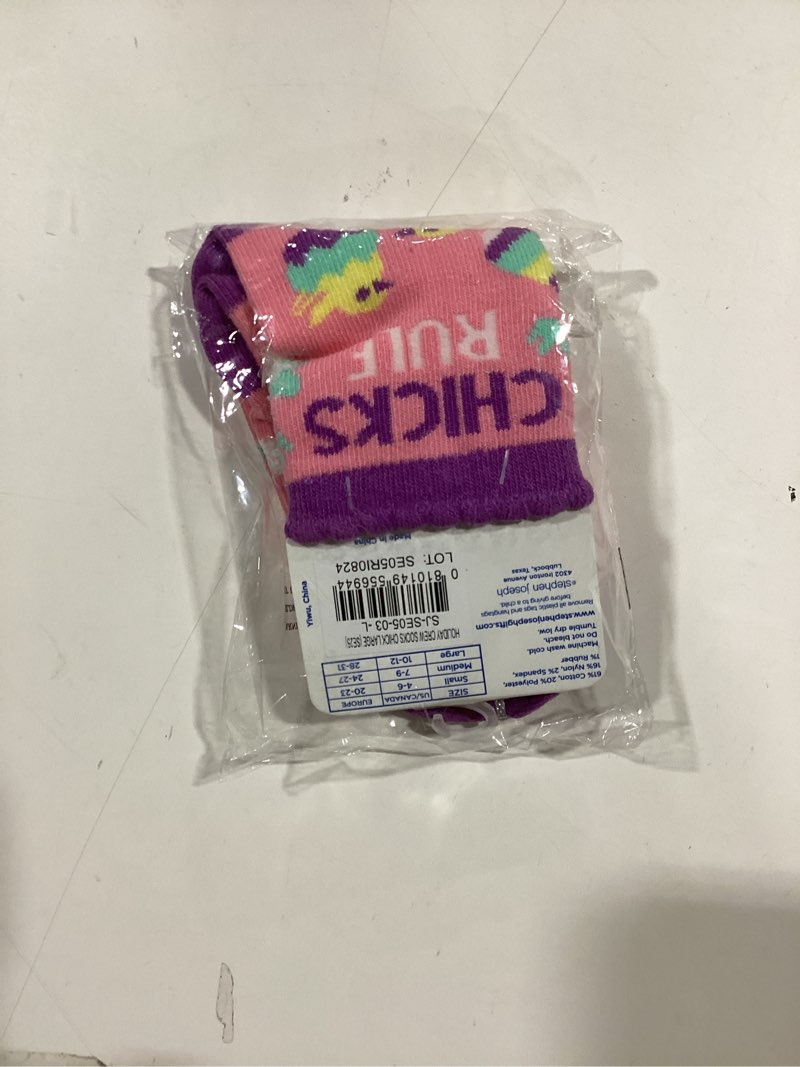 CHICKS
RULE
61% Cotton, 20% Polyester,
16% Nylon, 2% Spandex,
1% Rubber
Machine wash cold.
Do not bleach.
Tumble dry low.
www.stephenjosephgifts.com
Remove all plastic tags and hangtags
before giving to a child.
©stephen joseph
4302 Ironton Avenue
Lubbock, Texas
SIZE US/CANADA EUROPE
Small 4-6 20-23
Medium 7-9 24-27
Large 10-12 28-31
HOLIDAY CREW SOCKS CHICK LARGE (SE25)
SJ-SE05-03-L
0 810149 556944
LOT: SE05RI0824
Made in China
Yiwu, China